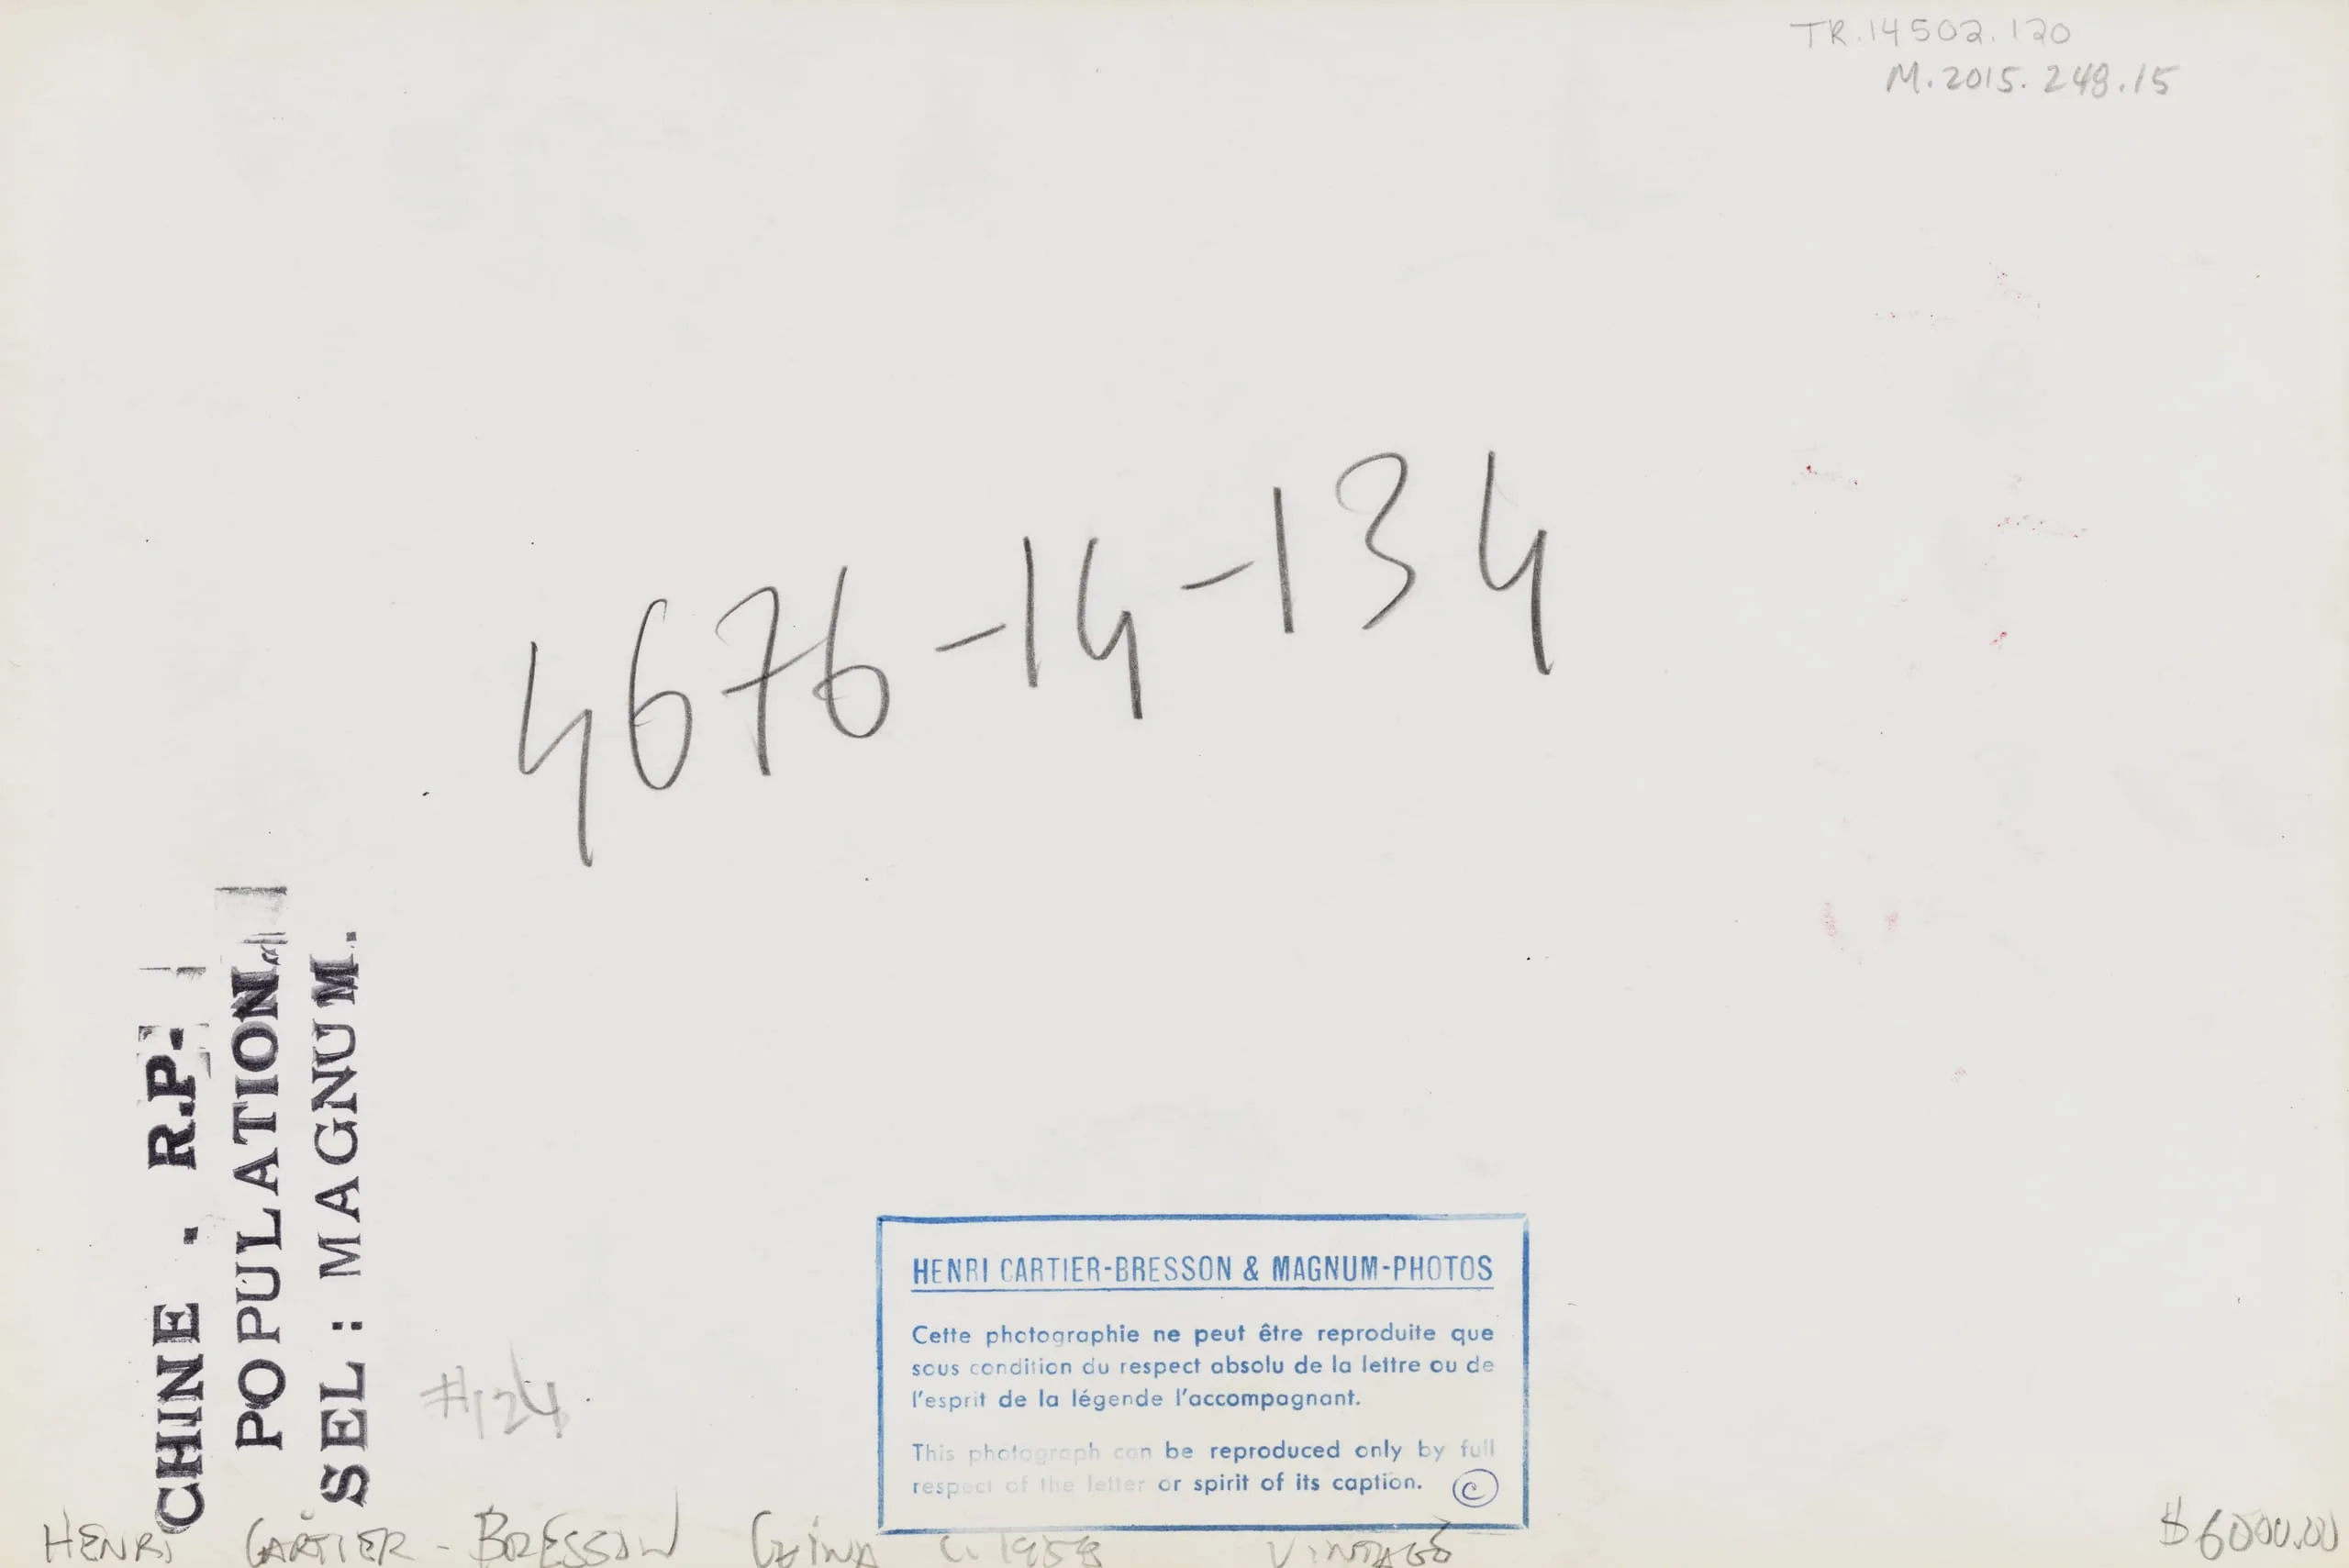 TR.14502.120
M.2015.248.15
4676-14-134
CHINE . R.P.
POPULATION.
SEL : MAGNUM.
#124
HENRI CARTIER-BRESSON & MAGNUM-PHOTOS
Cette photographie ne peut être reproduite que
sous condition du respect absolu de la lettre ou de
l'esprit de la légende l'accompagnant.
This photograph can be reproduced only by full
respect of the letter or spirit of its caption. ©
HENRI CARTIER-BRESSON CHINA C. 1958 VINTAGE $6000.00